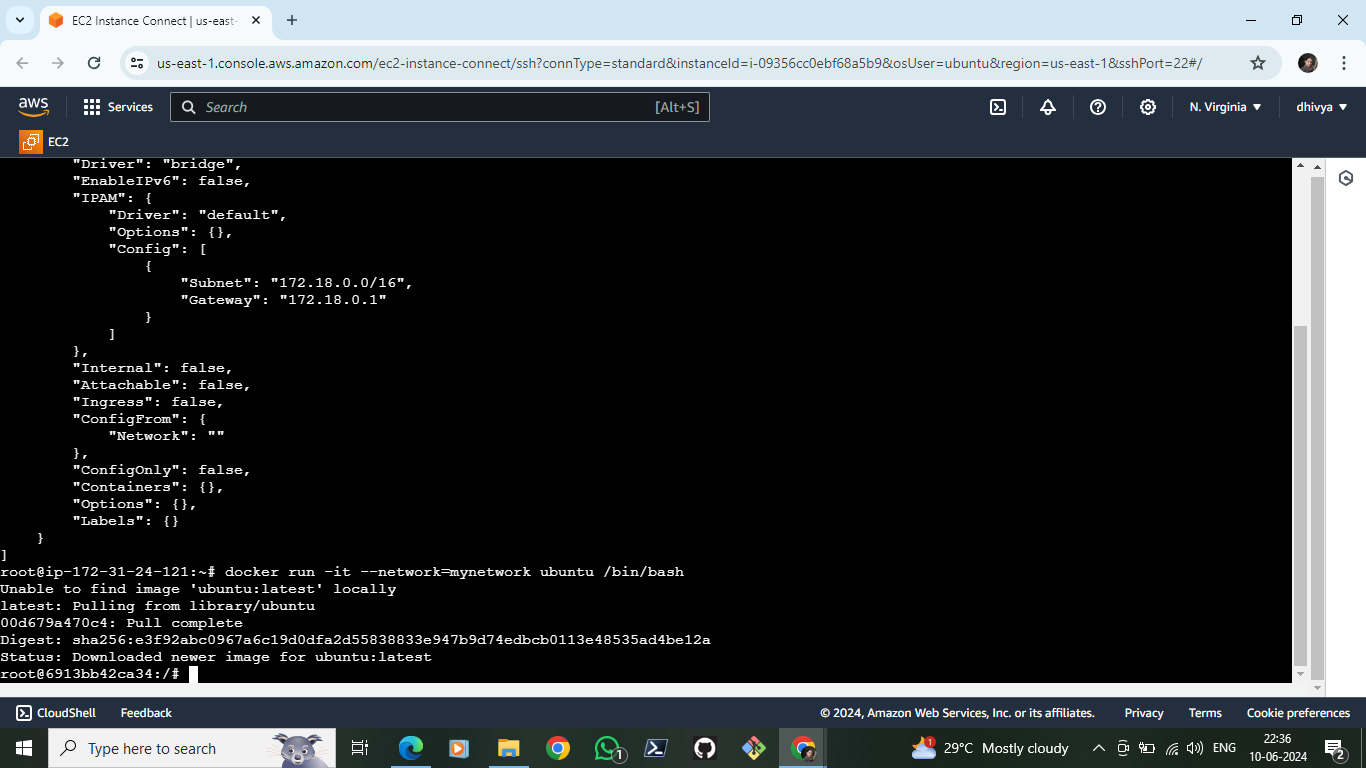 EC2 Instance Connect | us-east-
us-east-1.console.aws.amazon.com/ec2-instance-connect/ssh?connType=standard&instanceId=i-09356cc0ebf68a5b9&osUser=ubuntu&region=us-east-1&sshPort=22#/
aws Services Search [Alt+S] N. Virginia dhivya
EC2
"Driver": "bridge",
"EnableIPv6": false,
"IPAM": {
"Driver": "default",
"Options": {},
"Config": [
{
"Subnet": "172.18.0.0/16",
"Gateway": "172.18.0.1"
}
]
},
"Internal": false,
"Attachable": false,
"Ingress": false,
"ConfigFrom": {
"Network": ""
},
"ConfigOnly": false,
"Containers": {},
"Options": {},
"Labels": {}
}
]
root@ip-172-31-24-121:~# docker run -it --network=mynetwork ubuntu /bin/bash
Unable to find image 'ubuntu:latest' locally
latest: Pulling from library/ubuntu
00d679a470c4: Pull complete
Digest: sha256:e3f92abc0967a6c19d0dfa2d55838833e947b9d74edbcb0113e48535ad4be12a
Status: Downloaded newer image for ubuntu:latest
root@6913bb42ca34:/#
CloudShell Feedback © 2024, Amazon Web Services, Inc. or its affiliates. Privacy Terms Cookie preferences
Type here to search 1 1 29°C Mostly cloudy ENG 22:36 2
10-06-2024